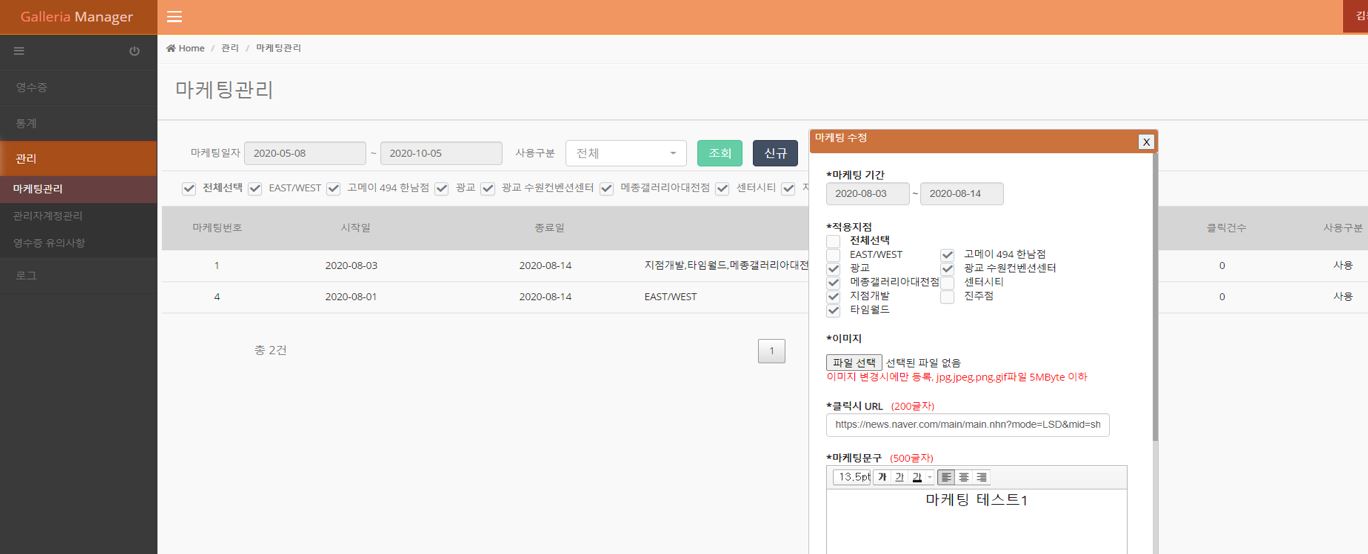 Galleria Manager
김
Home / 관리 / 마케팅관리
영수증
통계
관리
마케팅관리
관리자계정관리
영수증 유의사항
로그
마케팅관리
마케팅일자 2020-05-08 ~ 2020-10-05 사용구분 전체 조회 신규
전체선택 EAST/WEST 고메이 494 한남점 광교 광교 수원컨벤션센터 메종갤러리아대전점 센터시티
마케팅번호 시작일 종료일 클릭건수 사용구분
1 2020-08-03 2020-08-14 지점개발,타임월드,메종갤러리아대전 0 사용
4 2020-08-01 2020-08-14 EAST/WEST 0 사용
총 2건 1
마케팅 수정 X
*마케팅 기간
2020-08-03 ~ 2020-08-14
*적용지점
전체선택
EAST/WEST 고메이 494 한남점
광교 광교 수원컨벤션센터
메종갤러리아대전점 센터시티
지점개발 진주점
타임월드
*이미지
파일 선택 선택된 파일 없음
이미지 변경시에만 등록, jpg,jpeg,png,gif파일 5MByte 이하
*클릭시 URL (200글자)
https://news.naver.com/main/main.nhn?mode=LSD&mid=sh
*마케팅문구 (500글자)
13.5pt 가 가 가
마케팅 테스트1